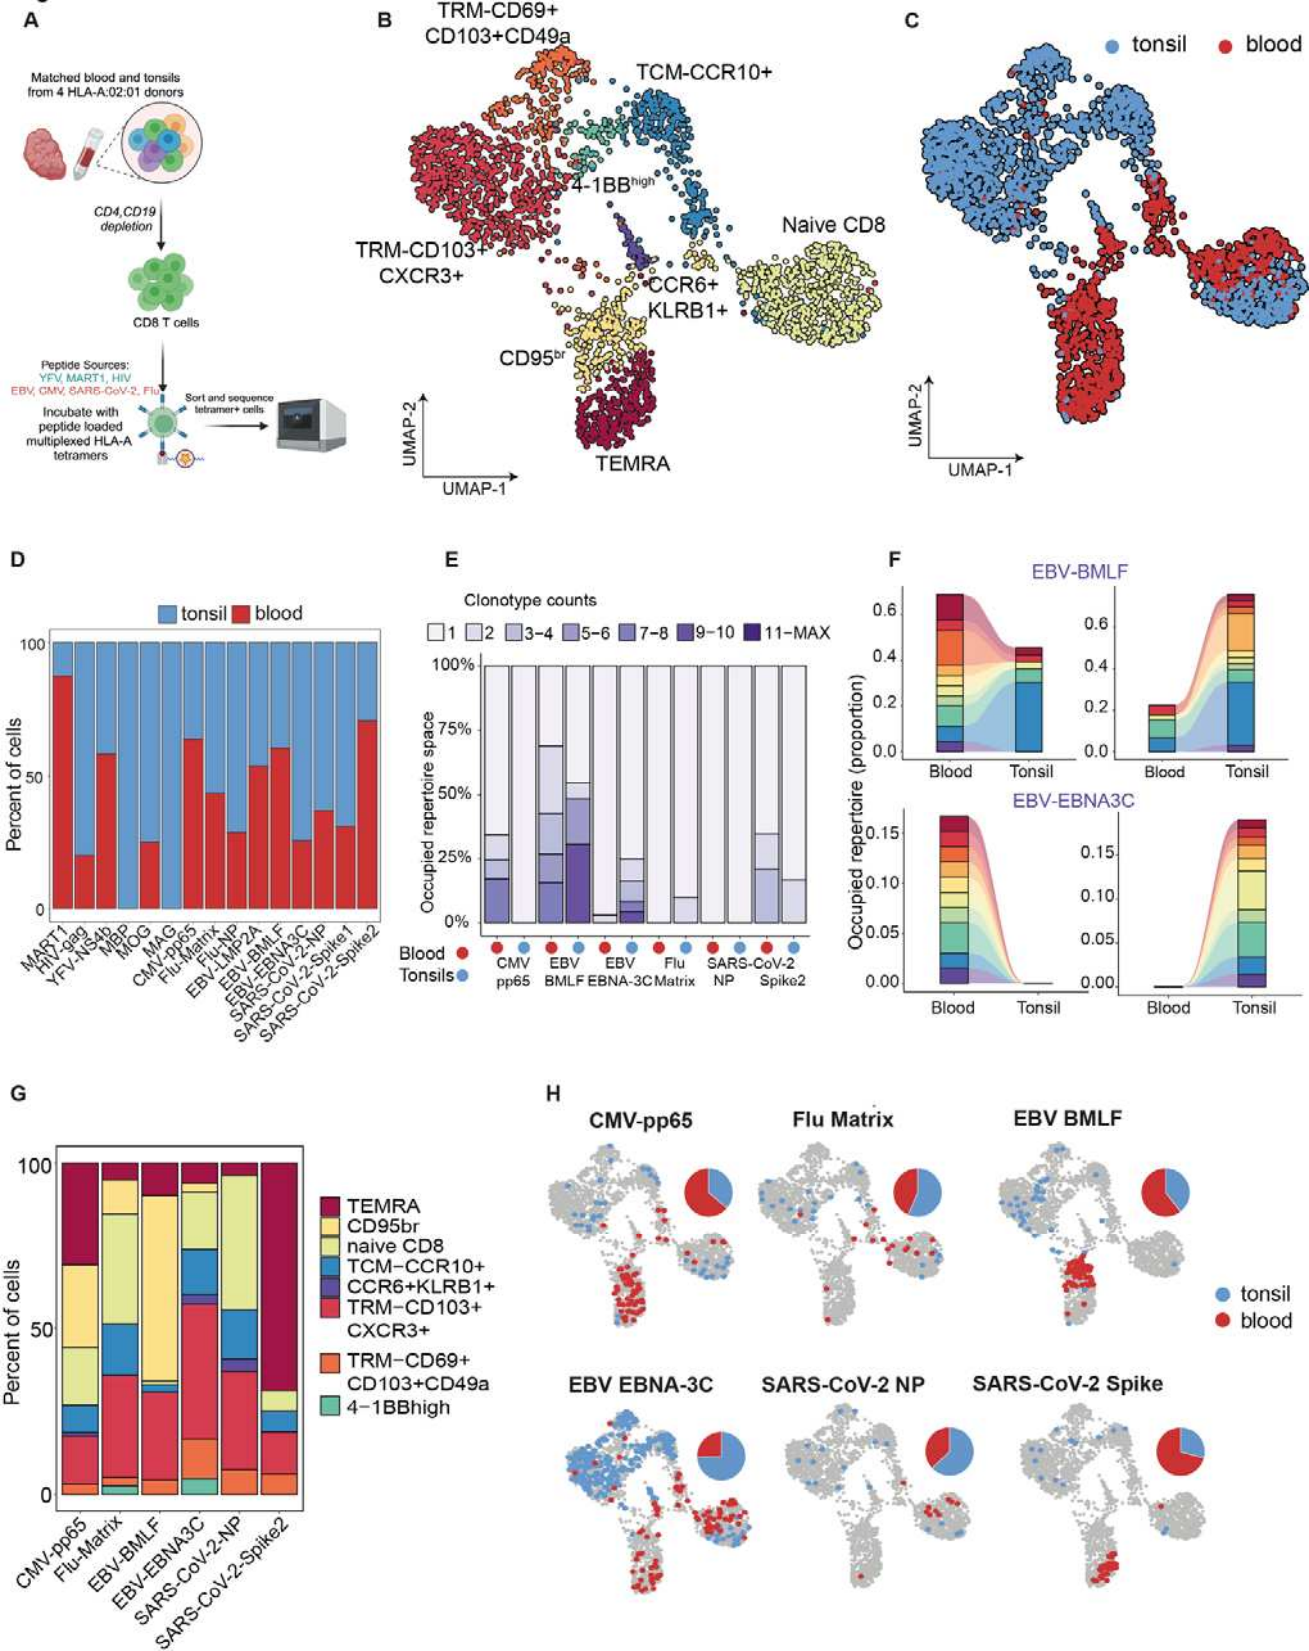 A
Matched blood and tonsils
from 4 HLA-A:02:01 donors
CD4,CD19
depletion
CD8 T cells
Peptide Sources:
YFV, MART1, HIV
EBV, CMV, SARS-CoV-2, Flu
Incubate with
peptide loaded
multiplexed HLA-A
tetramers
Sort and sequence
tetramer+ cells
B
TRM-CD69+
CD103+CD49a
TCM-CCR10+
4-1BBhigh
Naive CD8
TRM-CD103+
CXCR3+
CCR6+
KLRB1+
CD95br
TEMRA
UMAP-2
UMAP-1
C
tonsil
blood
UMAP-2
UMAP-1
D
tonsil
blood
Percent of cells
100
50
0
MART1
HIV-gag
YFV-NS4b
MBP
MOG
MAG
CMV-pp65
Flu-Matrix
Flu-NP
EBV-LMP2A
EBV-BMLF
EBV-EBNA3C
SARS-CoV-2-NP
SARS-CoV-2-Spike1
SARS-CoV-2-Spike2
E
Clonotype counts
1 2 3-4 5-6 7-8 9-10 11-MAX
Occupied repertoire space
100%
75%
50%
25%
0%
Blood
Tonsils
CMV
pp65
EBV
BMLF
EBV
EBNA-3C
Flu
Matrix
SARS-CoV-2
NP
Spike2
F
EBV-BMLF
Occupied repertoire (proportion)
0.6
0.4
0.2
0.0
Blood Tonsil
0.6
0.4
0.2
0.0
Blood Tonsil
EBV-EBNA3C
0.15
0.10
0.05
0.00
Blood Tonsil
0.15
0.10
0.05
0.00
Blood Tonsil
G
Percent of cells
100
50
0
CMV-pp65
Flu-Matrix
EBV-BMLF
EBV-EBNA3C
SARS-CoV-2-NP
SARS-CoV-2-Spike2
TEMRA
CD95br
naive CD8
TCM-CCR10+
CCR6+KLRB1+
TRM-CD103+
CXCR3+
TRM-CD69+
CD103+CD49a
4-1BBhigh
H
CMV-pp65
Flu Matrix
EBV BMLF
tonsil
blood
EBV EBNA-3C
SARS-CoV-2 NP
SARS-CoV-2 Spike